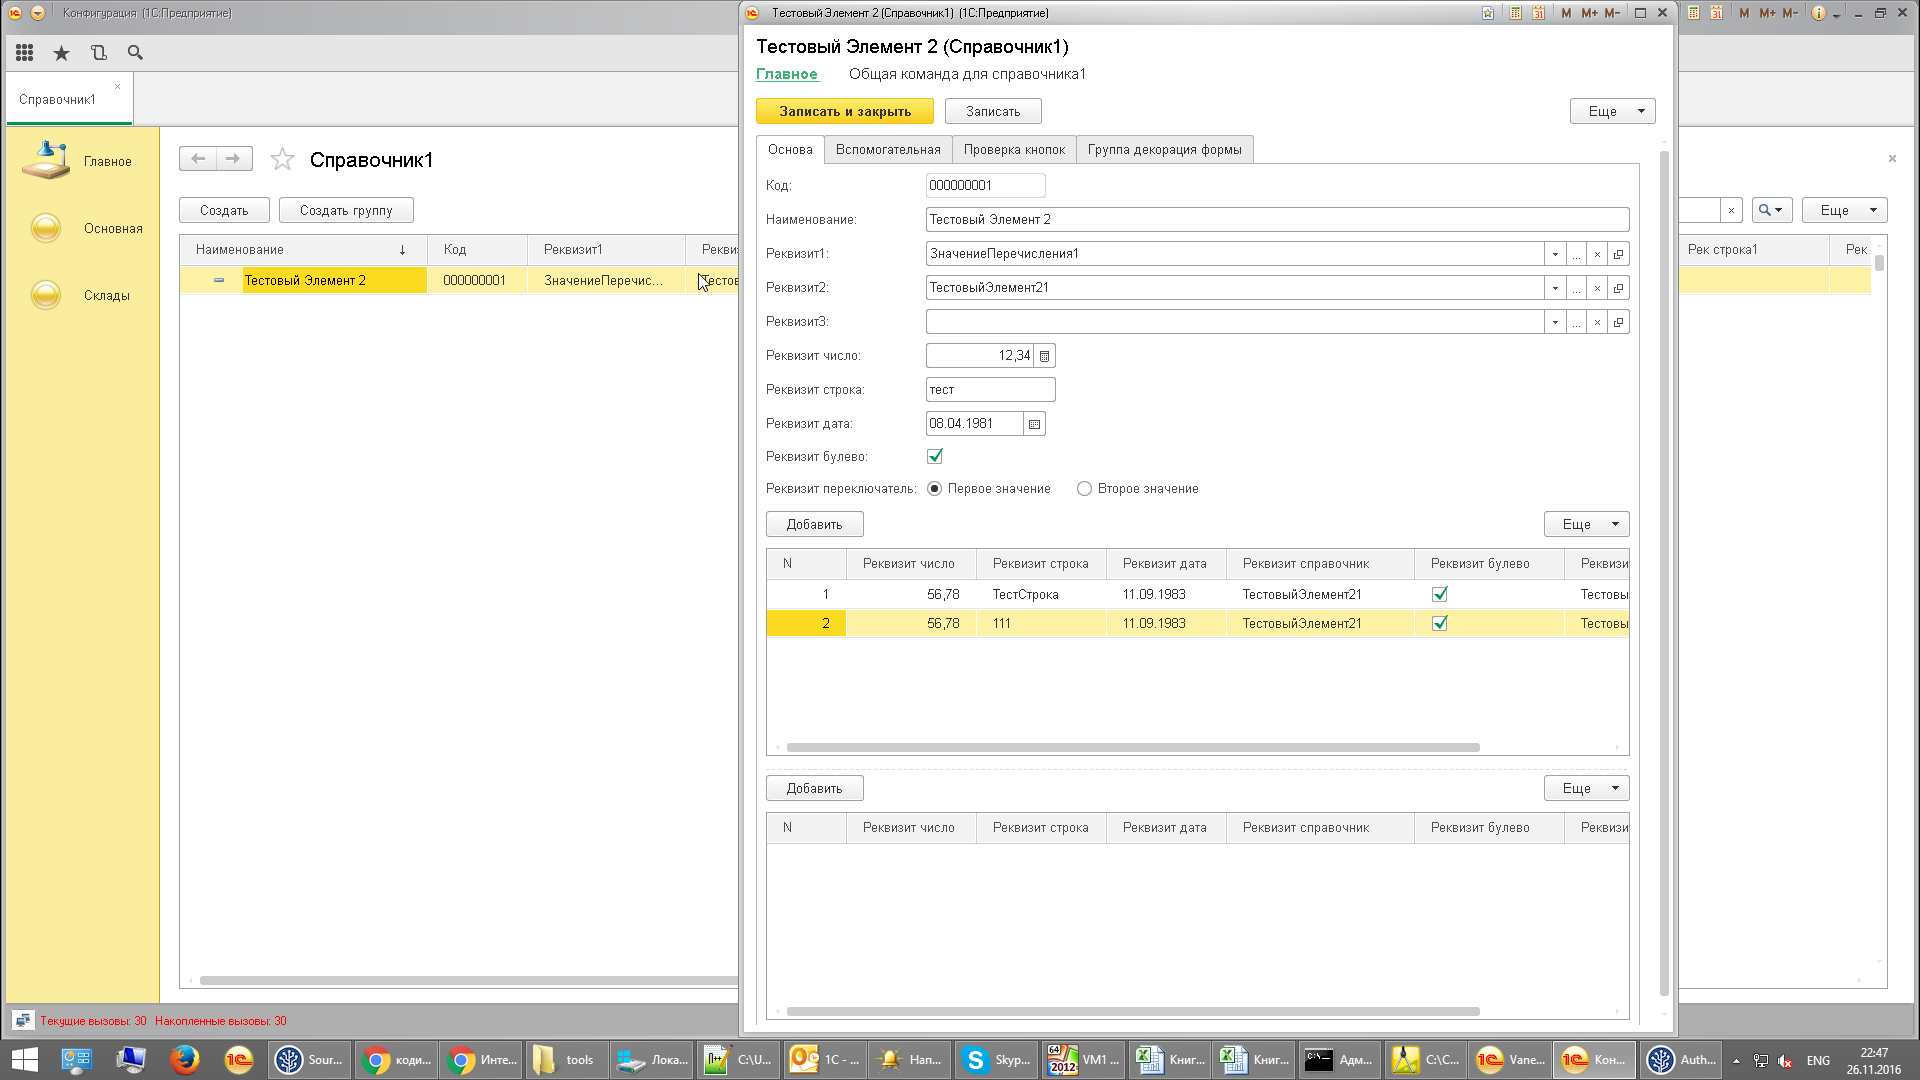 Конфигурация (1С:Предприятие)
Справочник1
Главное
Основная
Склады
Справочник1
Создать
Создать группу
Наименование ↓ Код Реквизит1
Тестовый Элемент 2 000000001 ЗначениеПеречис...
Текущие вызовы: 30 Накопленные вызовы: 30
Тестовый Элемент 2 (Справочник1) (1С:Предприятие)
M M+ M-
Тестовый Элемент 2 (Справочник1)
Главное Общая команда для справочника1
Записать и закрыть Записать Еще
Основа Вспомогательная Проверка кнопок Группа декорация формы
Код: 000000001
Наименование: Тестовый Элемент 2
Реквизит1: ЗначениеПеречисления1
Реквизит2: ТестовыйЭлемент21
Реквизит3:
Реквизит число: 12,34
Реквизит строка: тест
Реквизит дата: 08.04.1981
Реквизит булево:
Реквизит переключатель: Первое значение Второе значение
Добавить Еще
N Реквизит число Реквизит строка Реквизит дата Реквизит справочник Реквизит булево Реквизи
1 56,78 ТестСтрока 11.09.1983 ТестовыйЭлемент21 Тестовы
2 56,78 111 11.09.1983 ТестовыйЭлемент21 Тестовы
Добавить Еще
N Реквизит число Реквизит строка Реквизит дата Реквизит справочник Реквизит булево Реквизи
31 M M+ M-
Еще
Рек строка1 Рек
Sour... коди... Инте... tools Лока... C:\U... 1С - ... Нап... Skyp... VM1 ... Книг... Книг... Адм... C:\C... Vane... Кон... Auth...
ENG
22:47
26.11.2016